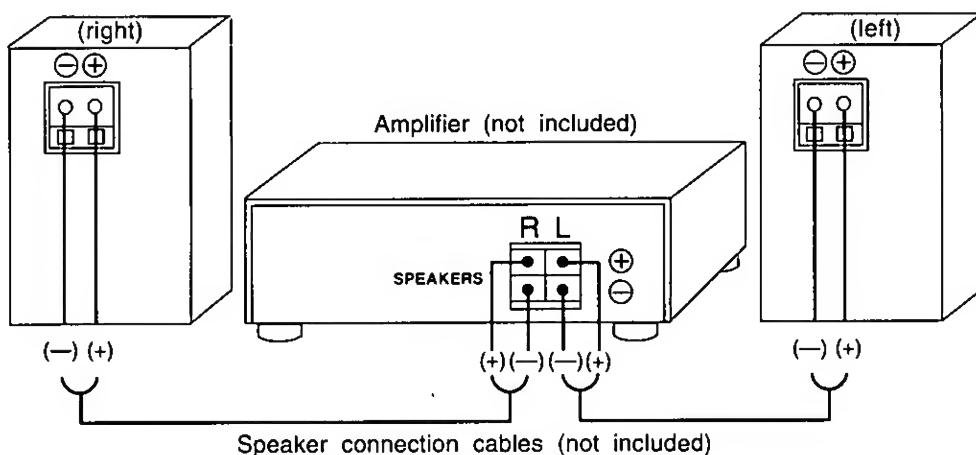 (right)
⊖ ⊕
(left)
⊖ ⊕
Amplifier (not included)
R L
SPEAKERS
⊕
⊖
(—) (+)
(+) (—) (—) (+)
(—) (+)
Speaker connection cables (not included)